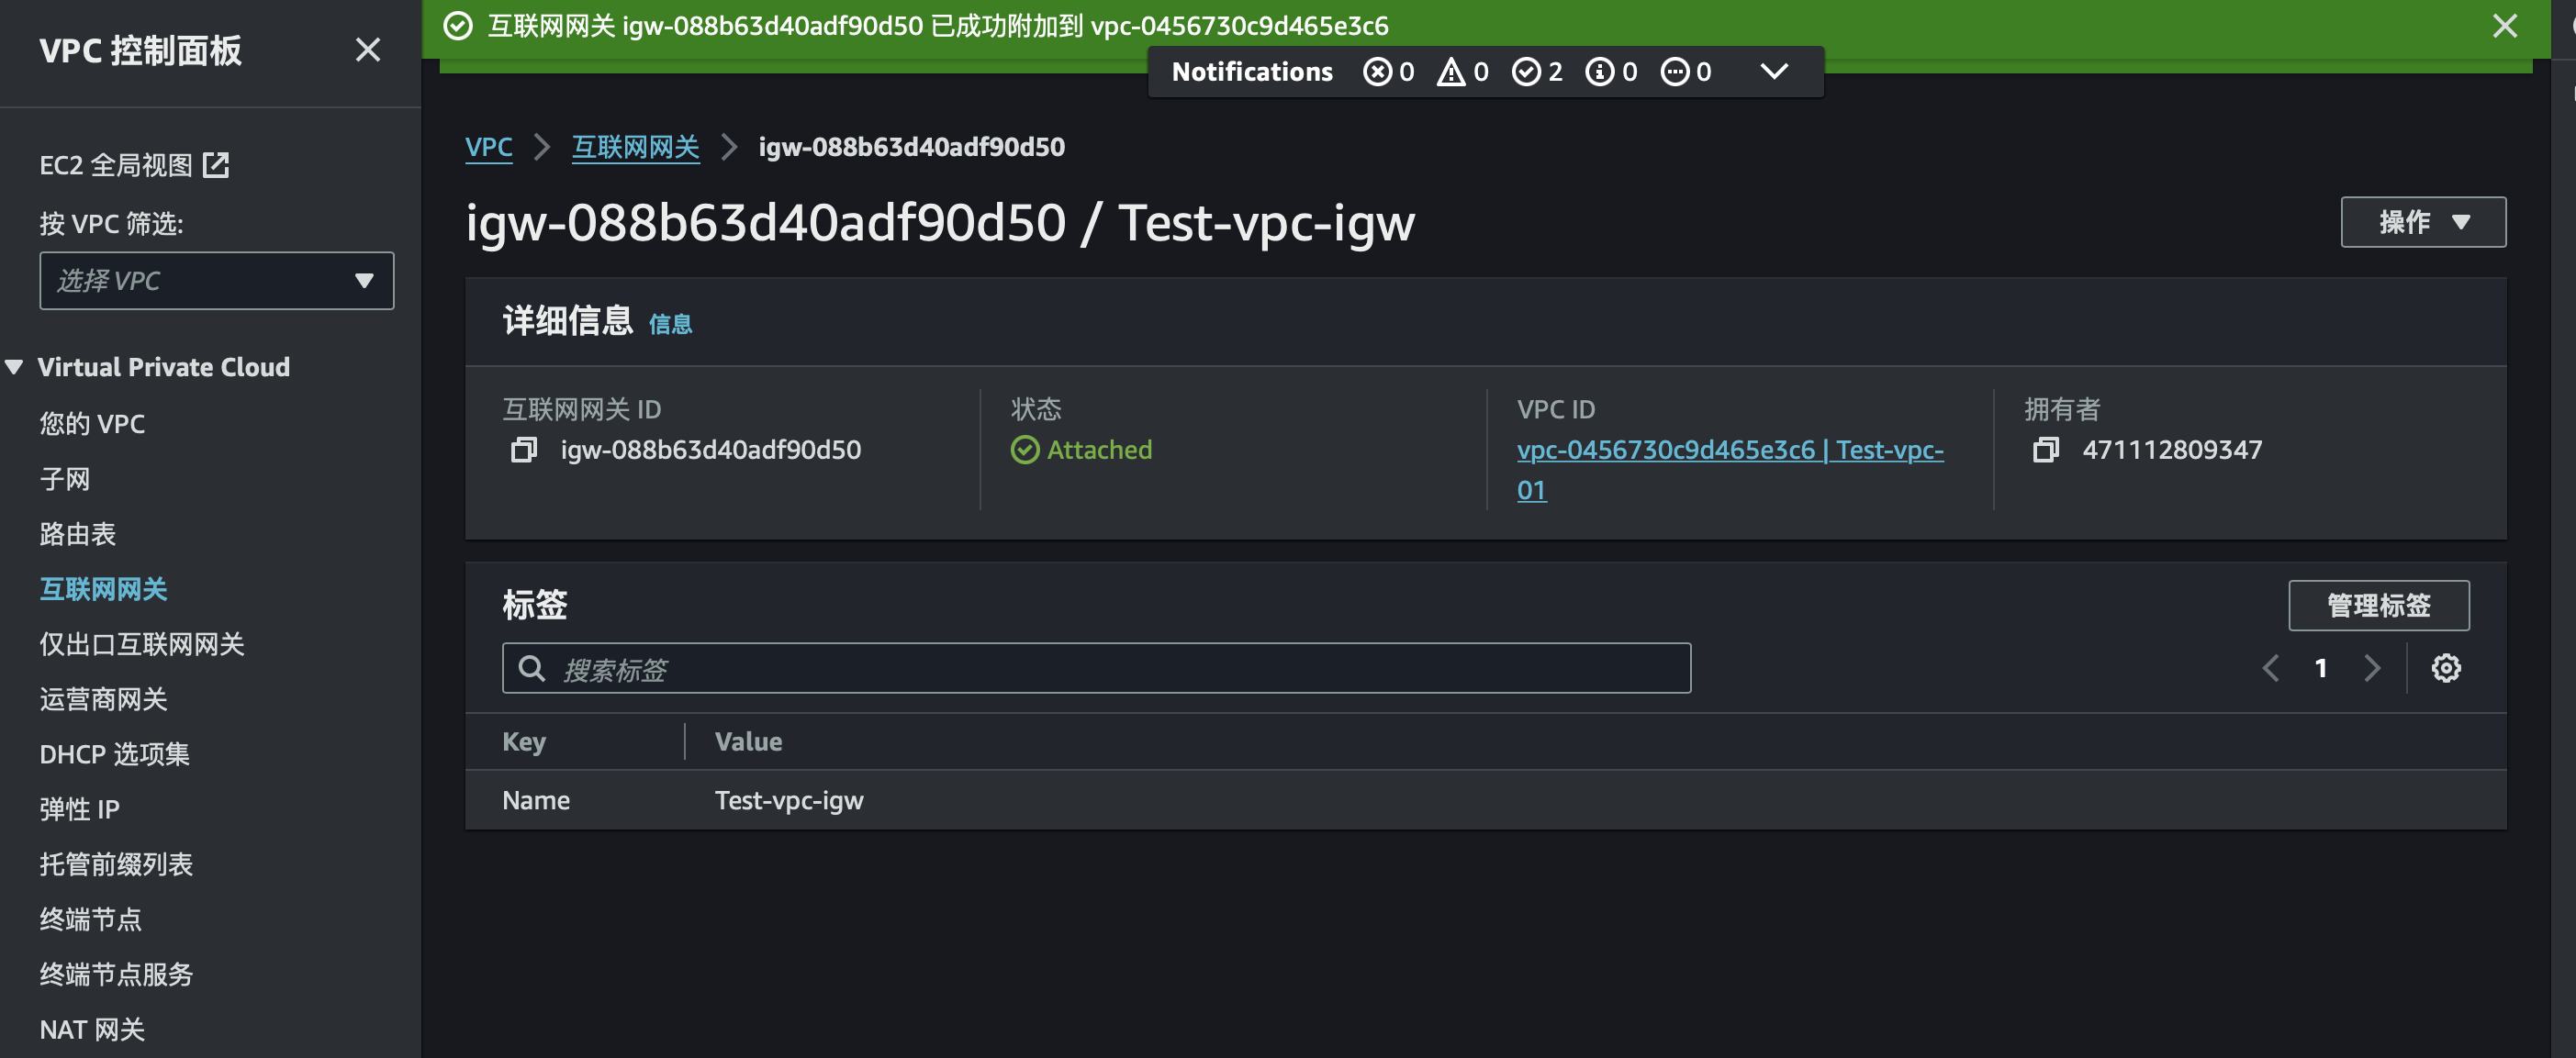 互联网网关 igw-088b63d40adf90d50 已成功附加到 vpc-0456730c9d465e3c6
Notifications 0 0 2 0 0
VPC 控制面板
EC2 全局视图
按 VPC 筛选:
选择 VPC
Virtual Private Cloud
您的 VPC
子网
路由表
互联网网关
仅出口互联网网关
运营商网关
DHCP 选项集
弹性 IP
托管前缀列表
终端节点
终端节点服务
NAT 网关
VPC 互联网网关 igw-088b63d40adf90d50
igw-088b63d40adf90d50 / Test-vpc-igw
操作
详细信息 信息
互联网网关 ID
igw-088b63d40adf90d50
状态
Attached
VPC ID
vpc-0456730c9d465e3c6 | Test-vpc-
01
拥有者
471112809347
标签
管理标签
搜索标签
1
Key Value
Name Test-vpc-igw